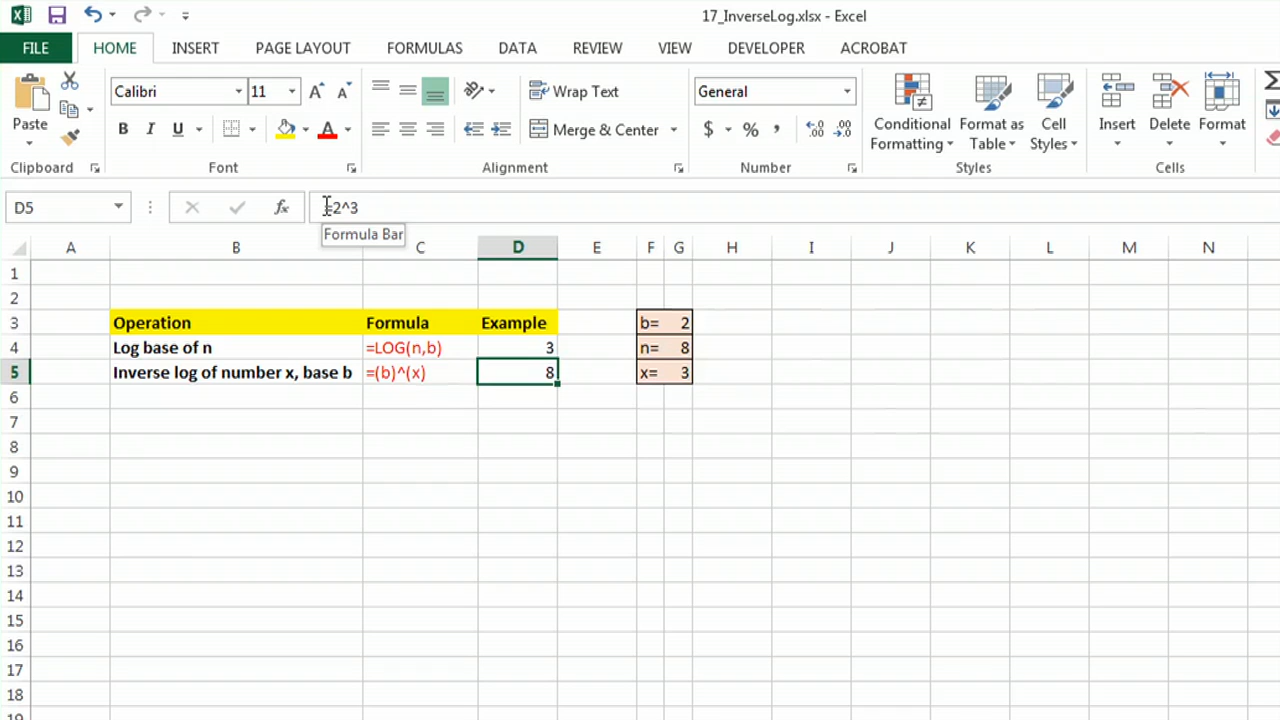 17_InverseLog.xlsx - Excel
FILE HOME INSERT PAGE LAYOUT FORMULAS DATA REVIEW VIEW DEVELOPER ACROBAT
Calibri 11 Wrap Text General
Paste B I U Merge & Center $ % , Conditional Formatting Format as Table Cell Styles Insert Delete Format
Clipboard Font Alignment Number Styles Cells
D5 fx =2^3
Formula Bar
A B C D E F G H I J K L M N
1
2
3 Operation Formula Example b= 2
4 Log base of n =LOG(n,b) 3 n= 8
5 Inverse log of number x, base b =(b)^(x) 8 x= 3
6
7
8
9
10
11
12
13
14
15
16
17
18
19